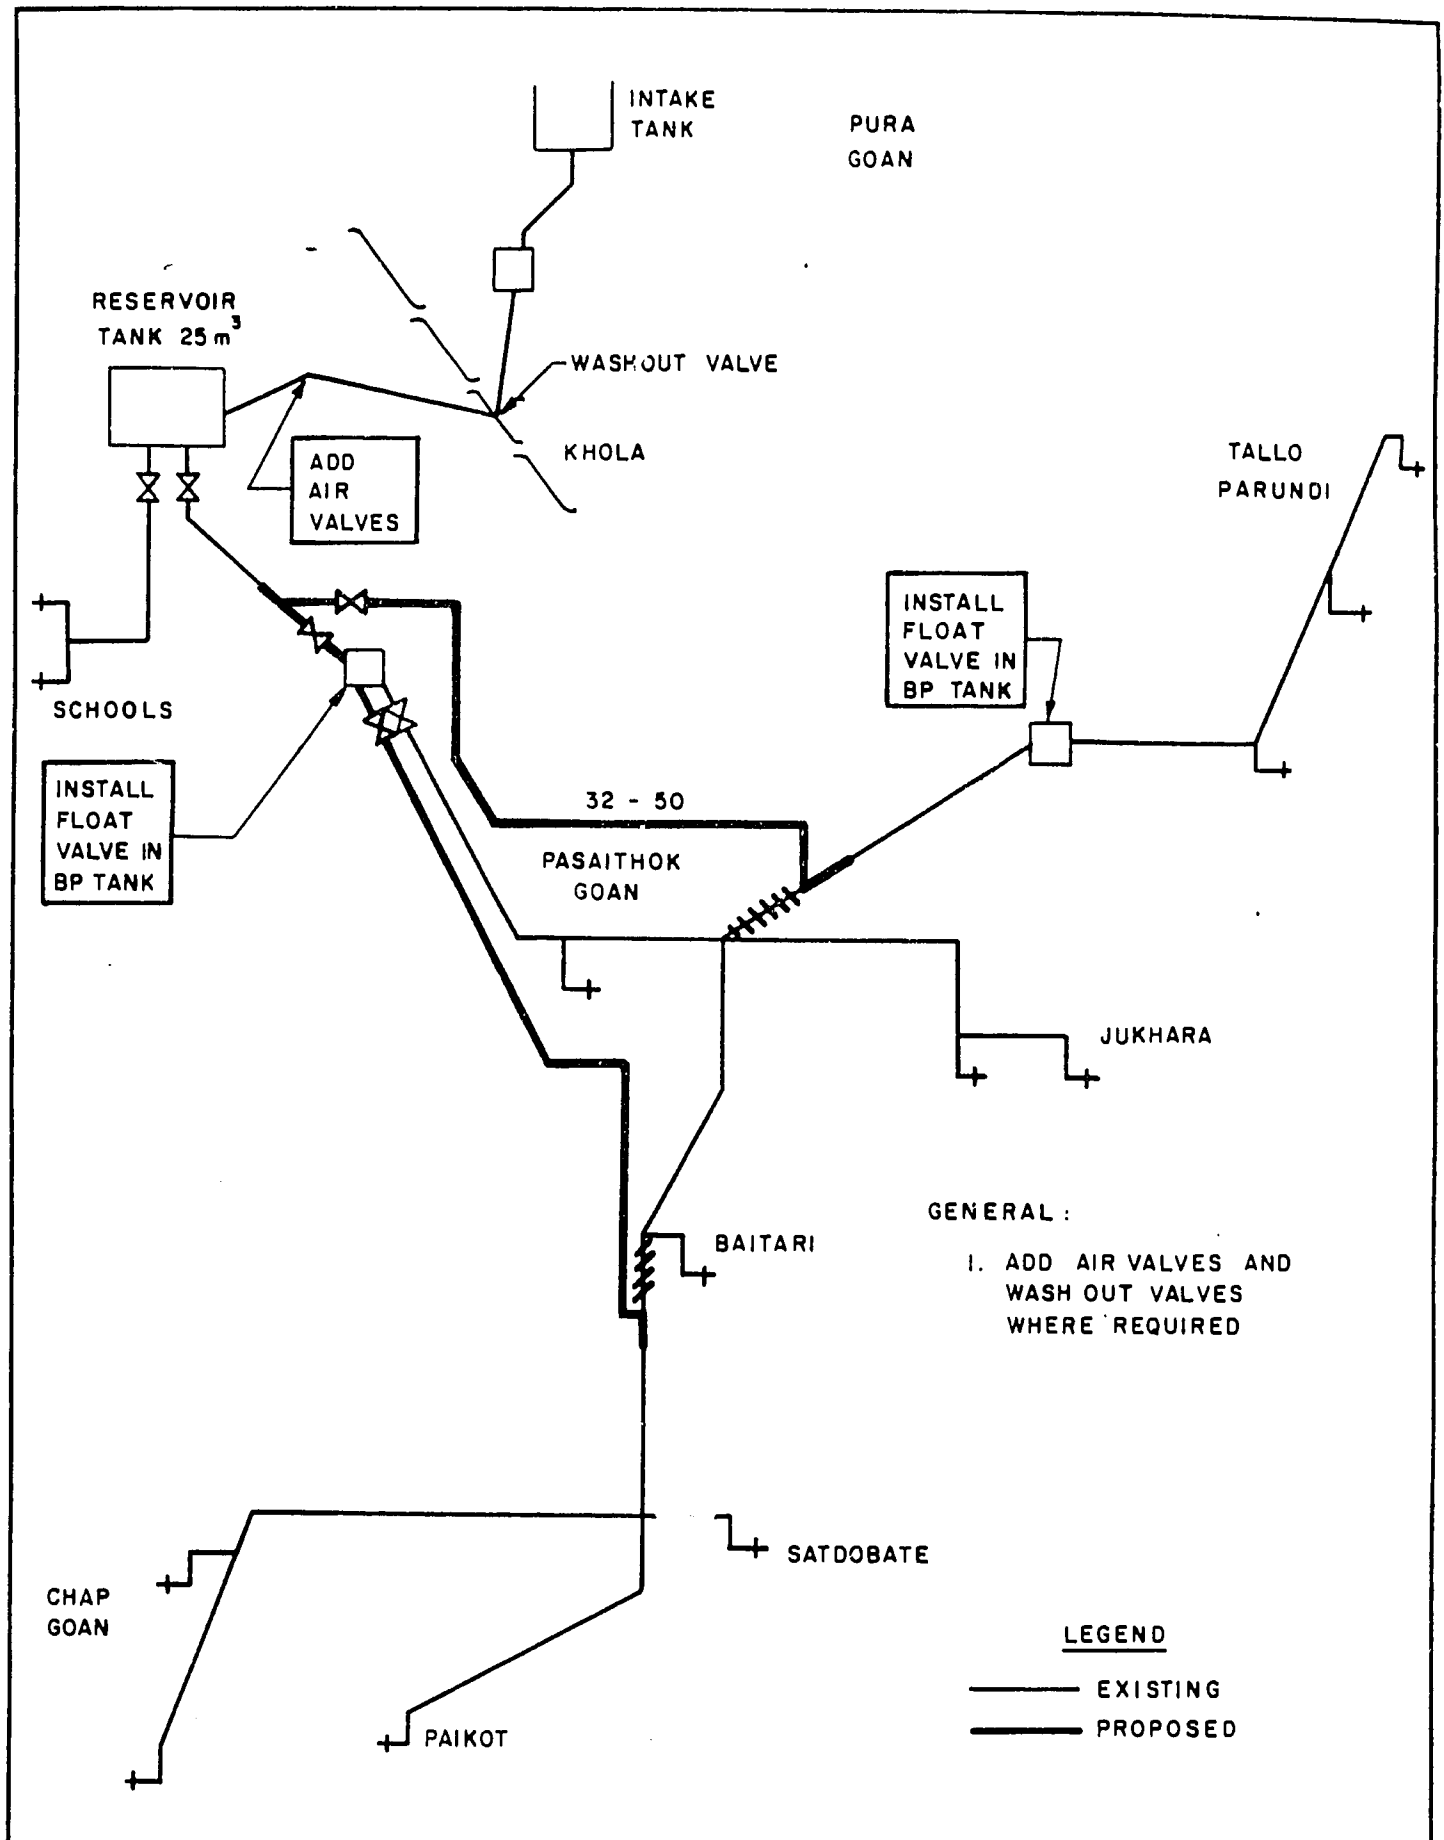 INTAKE
TANK
PURA
GOAN
RESERVOIR
TANK 25 m³
WASHOUT VALVE
KHOLA
ADD
AIR
VALVES
TALLO
PARUNDI
INSTALL
FLOAT
VALVE IN
BP TANK
SCHOOLS
INSTALL
FLOAT
VALVE IN
BP TANK
32 - 50
PASAITHOK
GOAN
JUKHARA
GENERAL :
BAITARI
1. ADD AIR VALVES AND
WASH OUT VALVES
WHERE REQUIRED
SATDOBATE
CHAP
GOAN
LEGEND
EXISTING
PROPOSED
PAIKOT